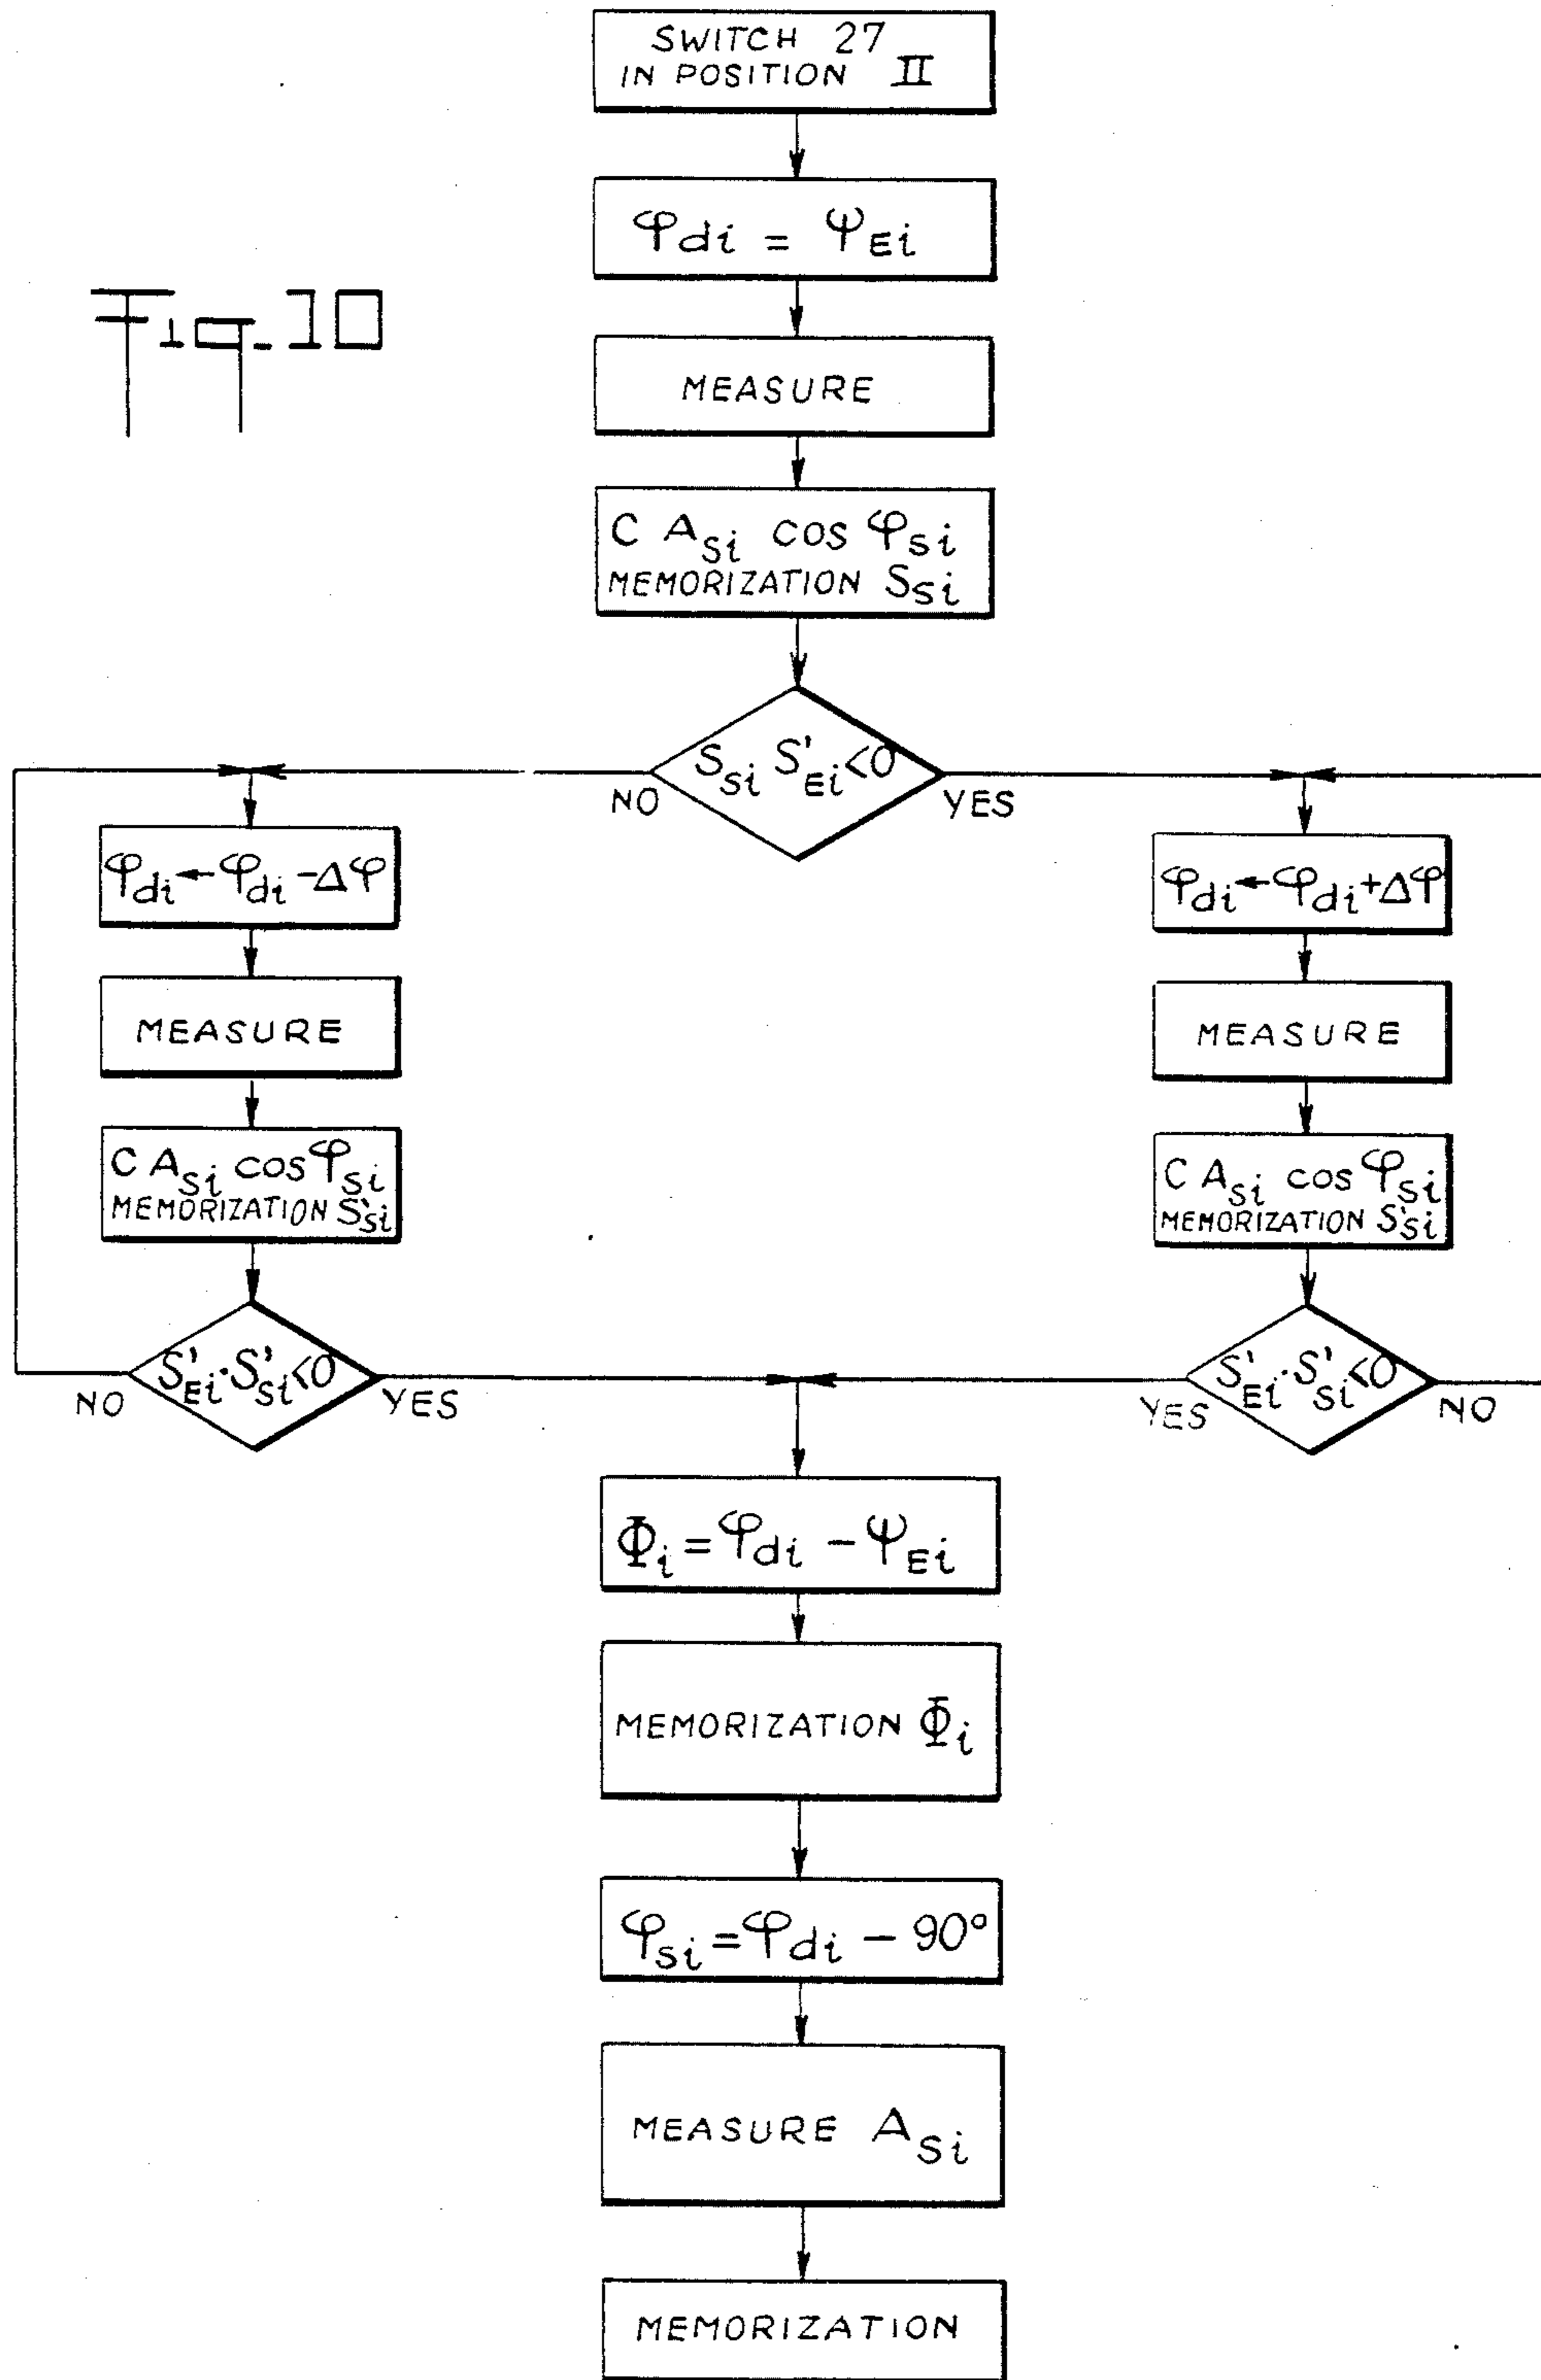 SWITCH 27
IN POSITION II
φdi = ψEi
Fig. 10
MEASURE
C ASi COS φSi
MEMORIZATION SSi
SSi S'Ei <0
NO
YES
φdi ← φdi - Δφ
φdi ← φdi + Δφ
MEASURE
MEASURE
C ASi COS φSi
MEMORIZATION S'Si
C ASi COS φSi
MEMORIZATION S'Si
S'Ei · S'Si <0
NO
YES
S'Ei · S'Si <0
YES
NO
Φi = φdi - ψEi
MEMORIZATION Φi
φSi = φdi - 90°
MEASURE ASi
MEMORIZATION